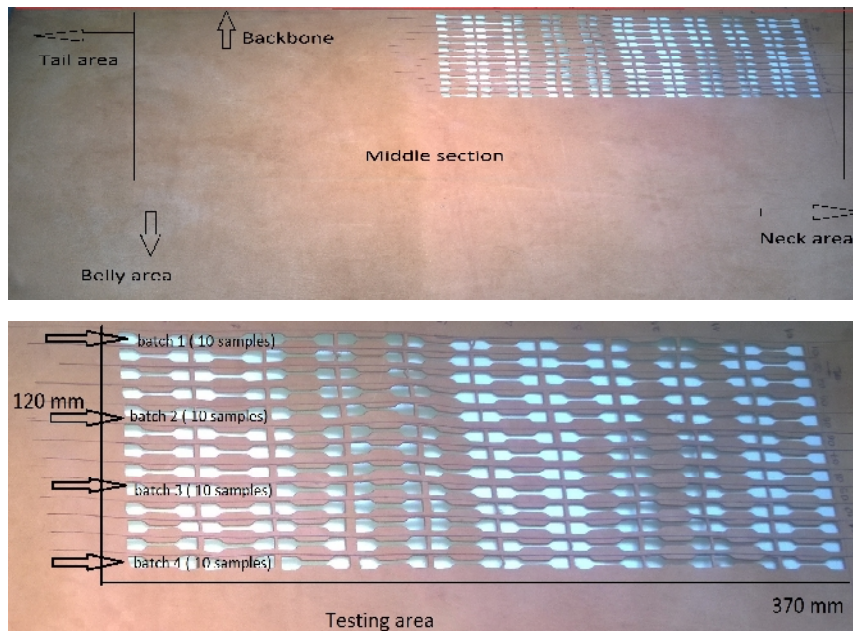 Backbone
Tail area
Middle section
Neck area
Belly area
batch 1 ( 10 samples)
120 mm
batch 2 ( 10 samples)
batch 3 ( 10 samples)
batch 4 ( 10 samples)
370 mm
Testing area